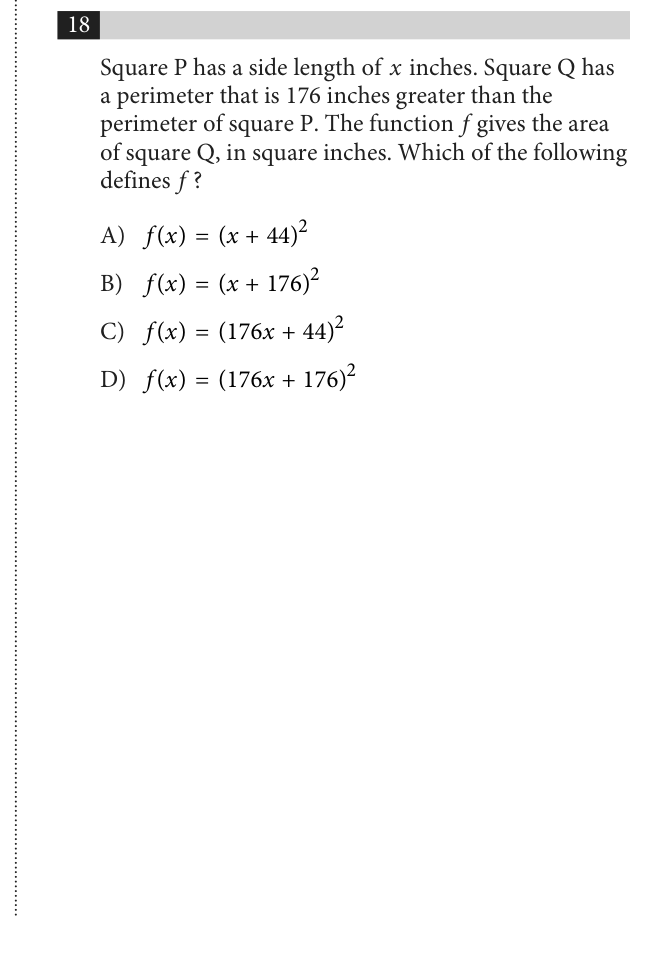 18
Square P has a side length of x inches. Square Q has
a perimeter that is 176 inches greater than the
perimeter of square P. The function f gives the area
of square Q, in square inches. Which of the following
defines f ?
A) f(x) = (x + 44)²
B) f(x) = (x + 176)²
C) f(x) = (176x + 44)²
D) f(x) = (176x + 176)²